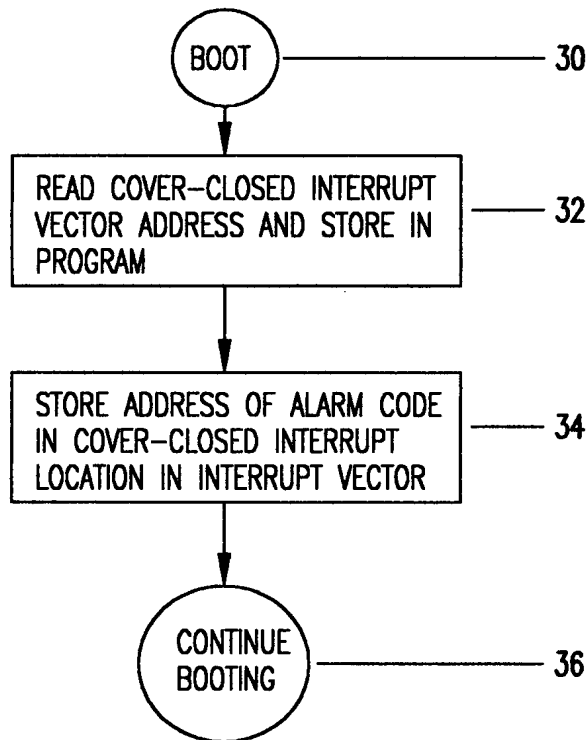 BOOT
30
READ COVER-CLOSED INTERRUPT
VECTOR ADDRESS AND STORE IN
PROGRAM
32
STORE ADDRESS OF ALARM CODE
IN COVER-CLOSED INTERRUPT
LOCATION IN INTERRUPT VECTOR
34
CONTINUE
BOOTING
36